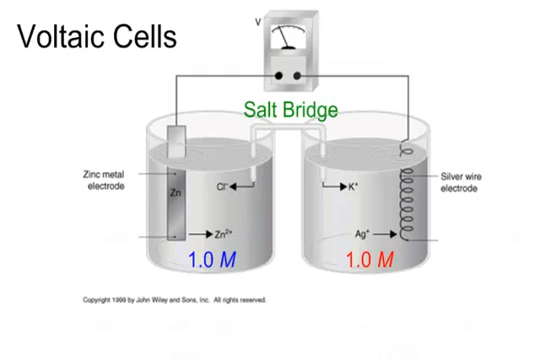 Voltaic Cells
V
Salt Bridge
Zinc metal
electrode
Zn
Cl⁻
K⁺
Silver wire
electrode
Zn²⁺
Ag⁺
1.0 M
1.0 M
Copyright 1999 by John Wiley and Sons, Inc. All rights reserved.